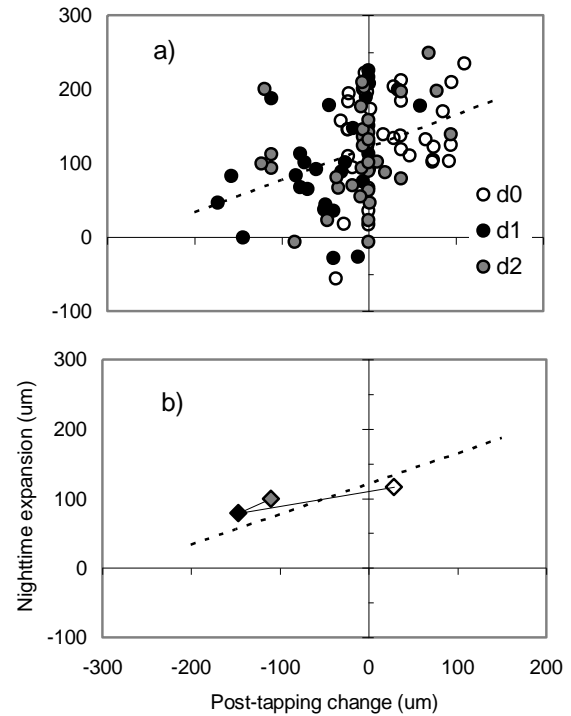 300
a)
200
100
d0
0
d1
d2
-100
300
b)
200
100
0
-100
-300 -200 -100 0 100 200
Nighttime expansion (um)
Post-tapping change (um)